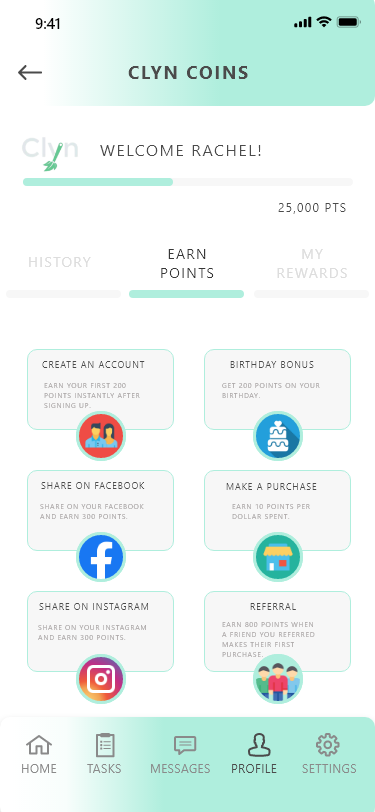 9:41
CLYN COINS
Clyn
WELCOME RACHEL!
25,000 PTS
HISTORY
EARN
POINTS
MY
REWARDS
CREATE AN ACCOUNT
EARN YOUR FIRST 200
POINTS INSTANTLY AFTER
SIGNING UP.
BIRTHDAY BONUS
GET 200 POINTS ON YOUR
BIRTHDAY.
SHARE ON FACEBOOK
SHARE ON YOUR FACEBOOK
AND EARN 300 POINTS.
MAKE A PURCHASE
EARN 10 POINTS PER
DOLLAR SPENT.
SHARE ON INSTAGRAM
SHARE ON YOUR INSTAGRAM
AND EARN 300 POINTS.
REFERRAL
EARN 800 POINTS WHEN
A FRIEND YOU REFERRED
MAKES THEIR FIRST
PURCHASE.
HOME
TASKS
MESSAGES
PROFILE
SETTINGS